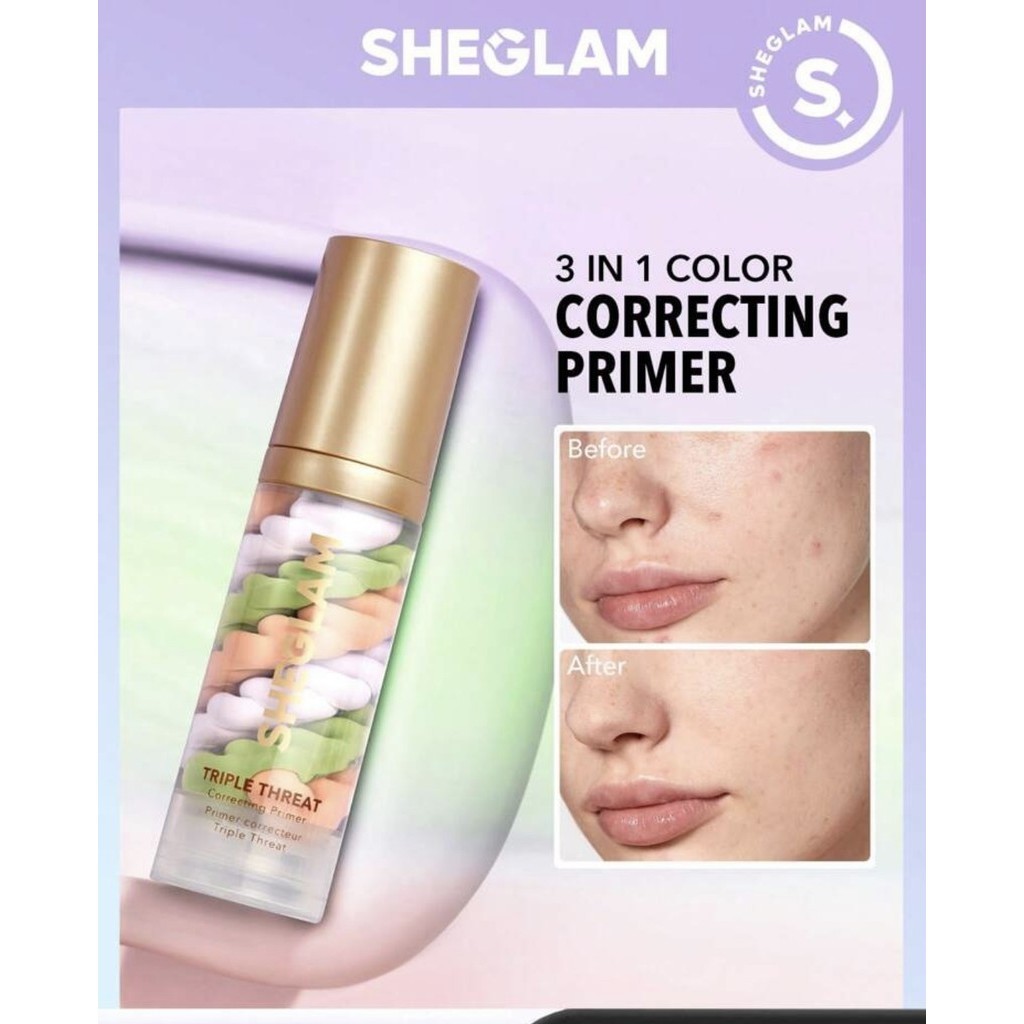 SHEGLAM
SHEGLAM
S
3 IN 1 COLOR
CORRECTING
PRIMER
Before
After
SHEGLAM
TRIPLE THREAT
Correcting Primer
Primer correcteur
Triple Threat